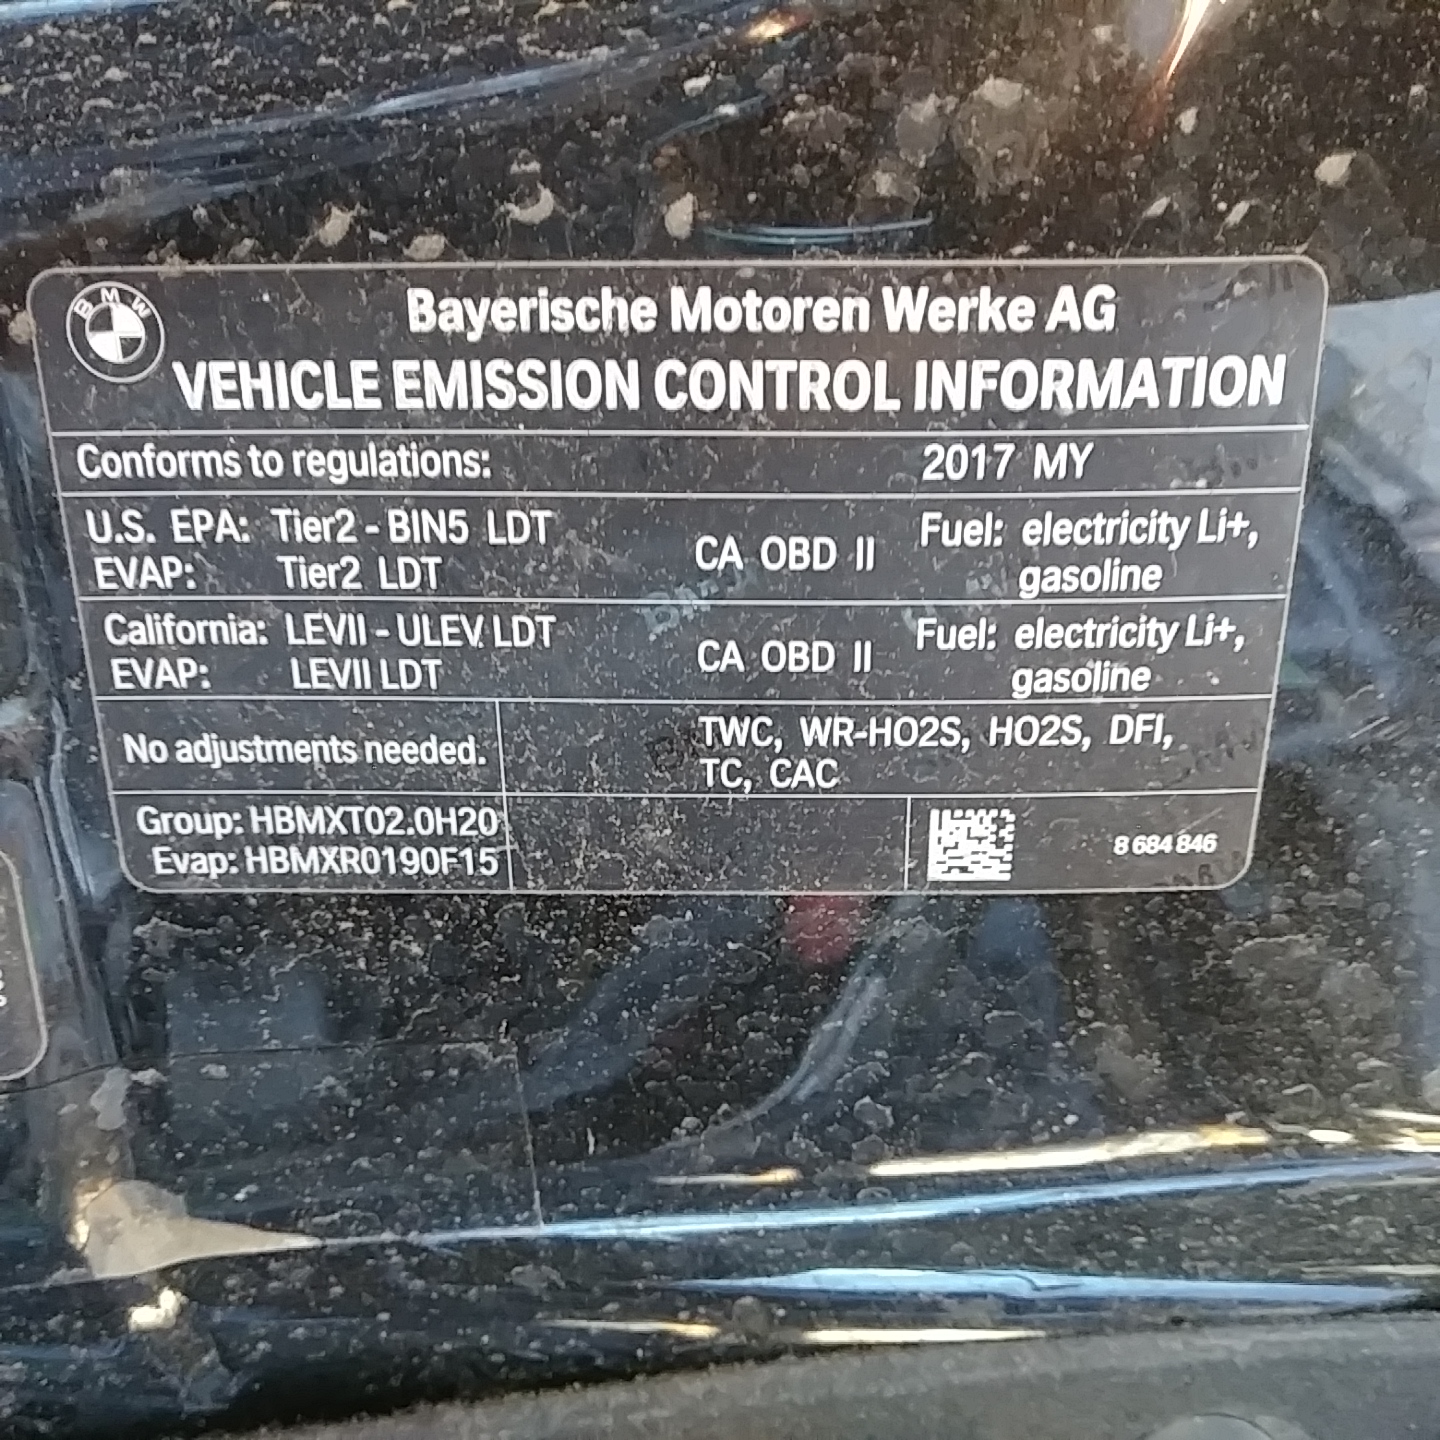 BMW
Bayerische Motoren Werke AG
VEHICLE EMISSION CONTROL INFORMATION
Conforms to regulations: 2017 MY
U.S. EPA: Tier2 - BIN5 LDT CA OBD II Fuel: electricity Li+,
EVAP: Tier2 LDT gasoline
California: LEVII - ULEV LDT CA OBD II Fuel: electricity Li+,
EVAP: LEVII LDT gasoline
No adjustments needed. TWC, WR-HO2S, HO2S, DFI,
TC, CAC
Group: HBMXT02.0H20
Evap: HBMXR0190F15
8 684 846